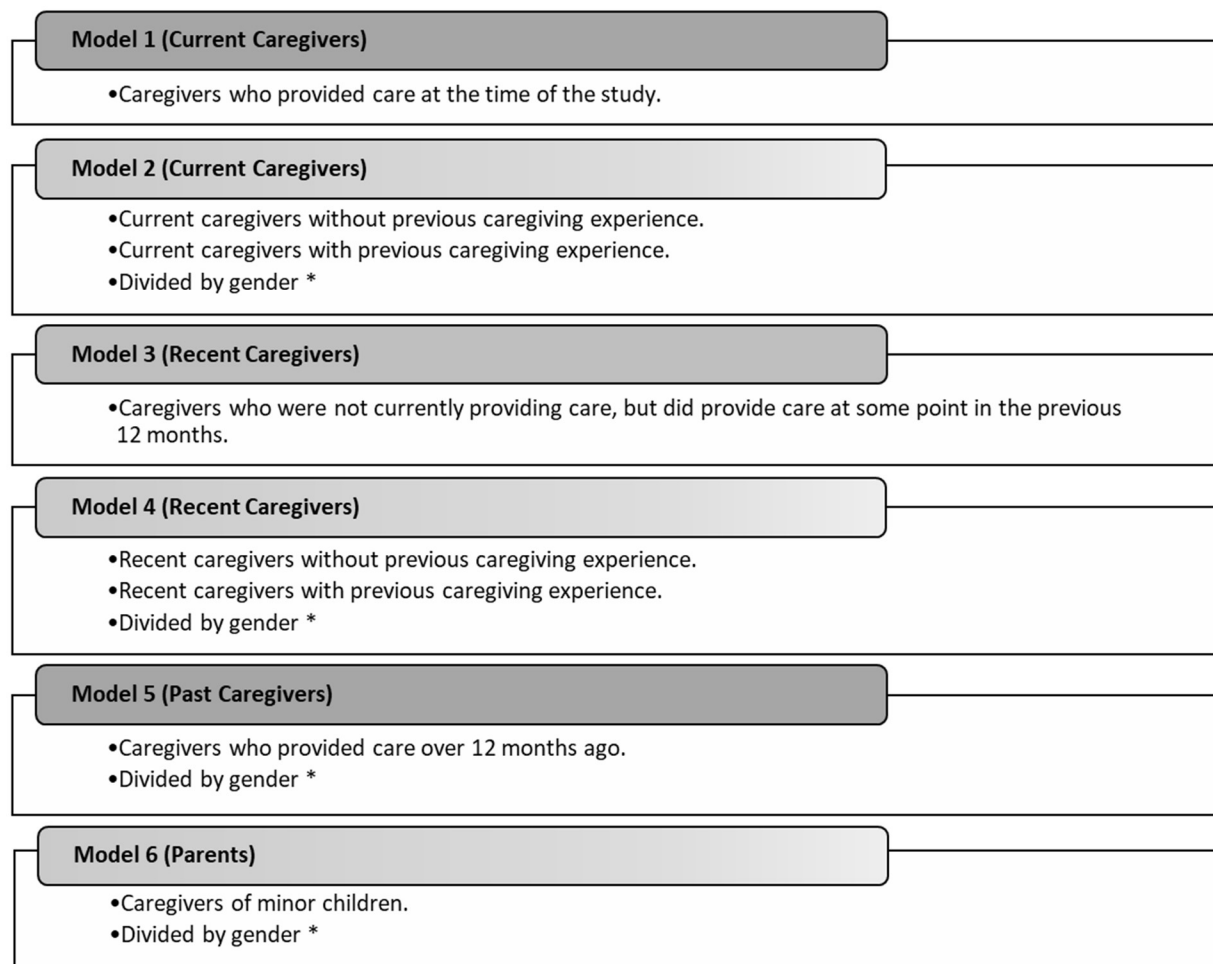 Model 1 (Current Caregivers)
•Caregivers who provided care at the time of the study.
Model 2 (Current Caregivers)
•Current caregivers without previous caregiving experience.
•Current caregivers with previous caregiving experience.
•Divided by gender *
Model 3 (Recent Caregivers)
•Caregivers who were not currently providing care, but did provide care at some point in the previous
12 months.
Model 4 (Recent Caregivers)
•Recent caregivers without previous caregiving experience.
•Recent caregivers with previous caregiving experience.
•Divided by gender *
Model 5 (Past Caregivers)
•Caregivers who provided care over 12 months ago.
•Divided by gender *
Model 6 (Parents)
•Caregivers of minor children.
•Divided by gender *